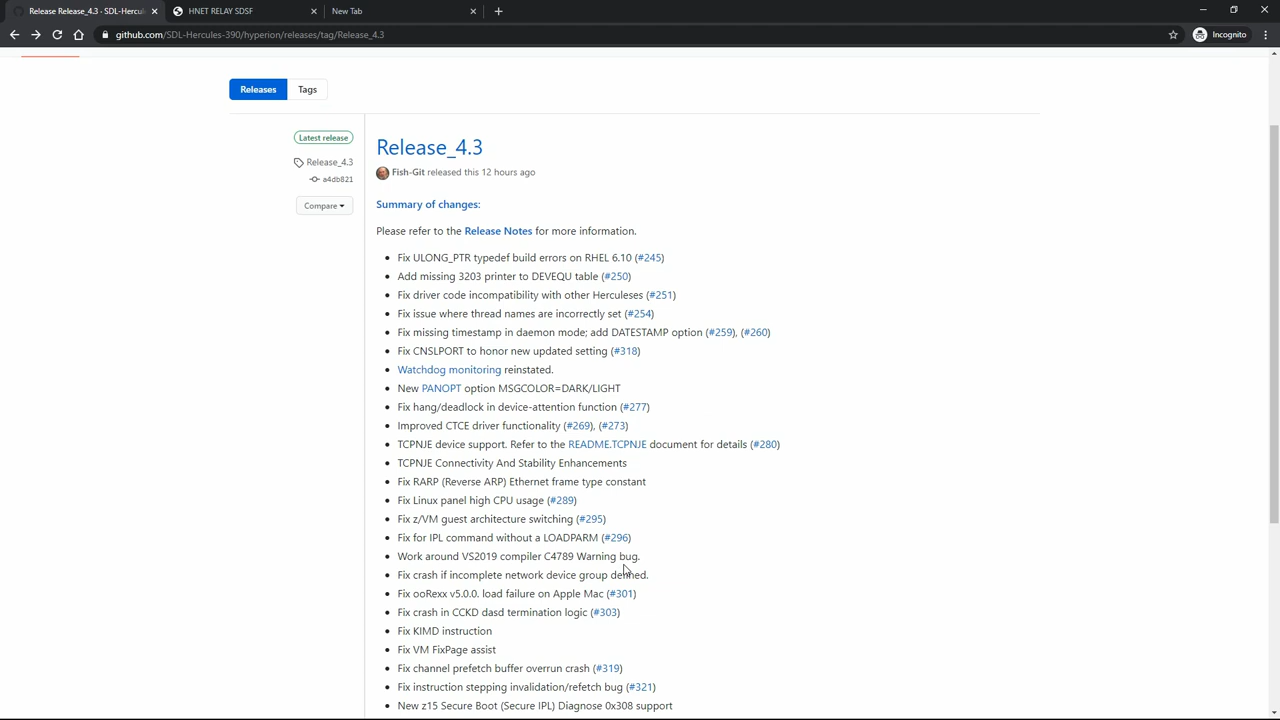 Release Release_4.3 · SDL-Hercul
HNET RELAY SDSF
New Tab
github.com/SDL-Hercules-390/hyperion/releases/tag/Release_4.3
Incognito
Releases
Tags
Latest release
Release_4.3
a4db821
Compare
Release_4.3
Fish-Git released this 12 hours ago
Summary of changes:
Please refer to the Release Notes for more information.
Fix ULONG_PTR typedef build errors on RHEL 6.10 (#245)
Add missing 3203 printer to DEVEQU table (#250)
Fix driver code incompatibility with other Herculeses (#251)
Fix issue where thread names are incorrectly set (#254)
Fix missing timestamp in daemon mode; add DATESTAMP option (#259), (#260)
Fix CNSLPORT to honor new updated setting (#318)
Watchdog monitoring reinstated.
New PANOPT option MSGCOLOR=DARK/LIGHT
Fix hang/deadlock in device-attention function (#277)
Improved CTCE driver functionality (#269), (#273)
TCPNJE device support. Refer to the README.TCPNJE document for details (#280)
TCPNJE Connectivity And Stability Enhancements
Fix RARP (Reverse ARP) Ethernet frame type constant
Fix Linux panel high CPU usage (#289)
Fix z/VM guest architecture switching (#295)
Fix for IPL command without a LOADPARM (#296)
Work around VS2019 compiler C4789 Warning bug.
Fix crash if incomplete network device group defined.
Fix ooRexx v5.0.0. load failure on Apple Mac (#301)
Fix crash in CCKD dasd termination logic (#303)
Fix KIMD instruction
Fix VM FixPage assist
Fix channel prefetch buffer overrun crash (#319)
Fix instruction stepping invalidation/refetch bug (#321)
New z15 Secure Boot (Secure IPL) Diagnose 0x308 support